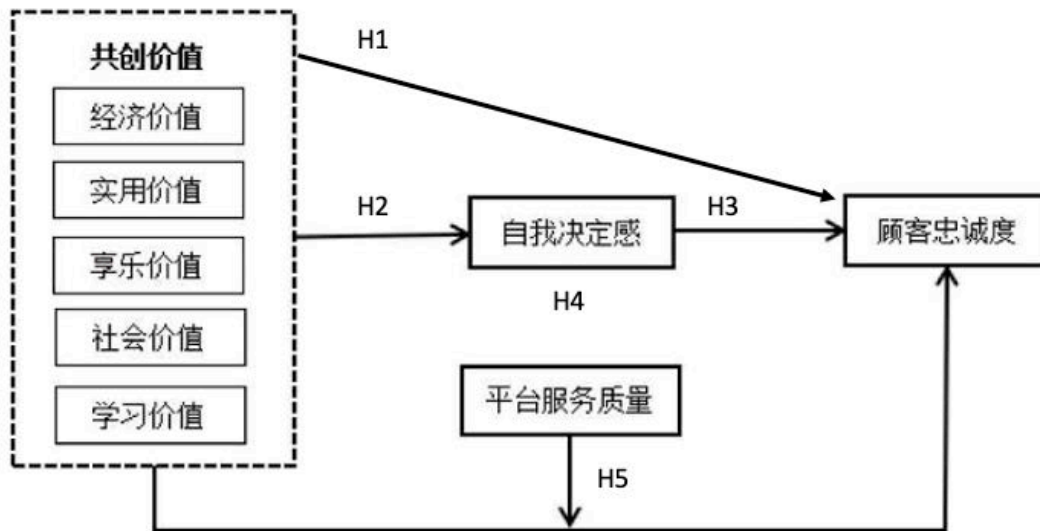 H1
共创价值
经济价值
实用价值
H2
自我决定感
H3
顾客忠诚度
享乐价值
H4
社会价值
平台服务质量
学习价值
H5